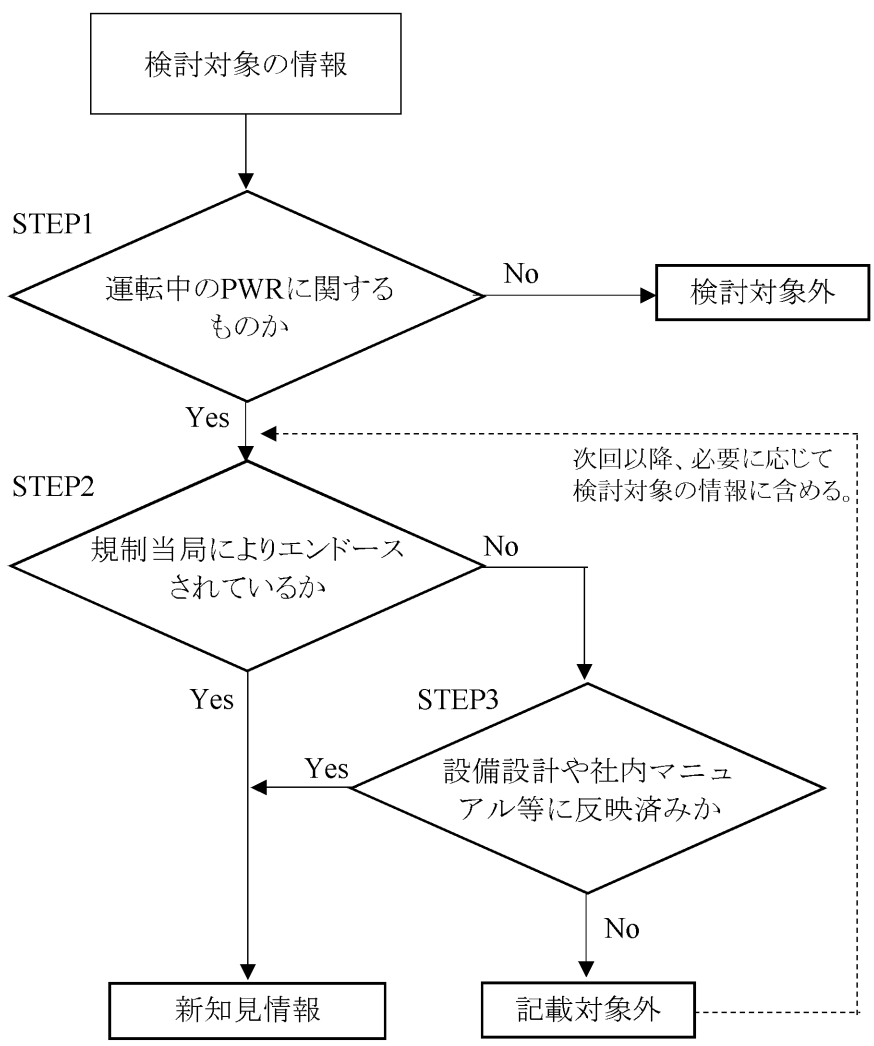 検討対象の情報
STEP1
運転中のPWRに関する
ものか
No
検討対象外
Yes
次回以降、必要に応じて
検討対象の情報に含める。
STEP2
規制当局によりエンドース
されているか
No
Yes
STEP3
設備設計や社内マニュ
アル等に反映済みか
Yes
No
新知見情報
記載対象外